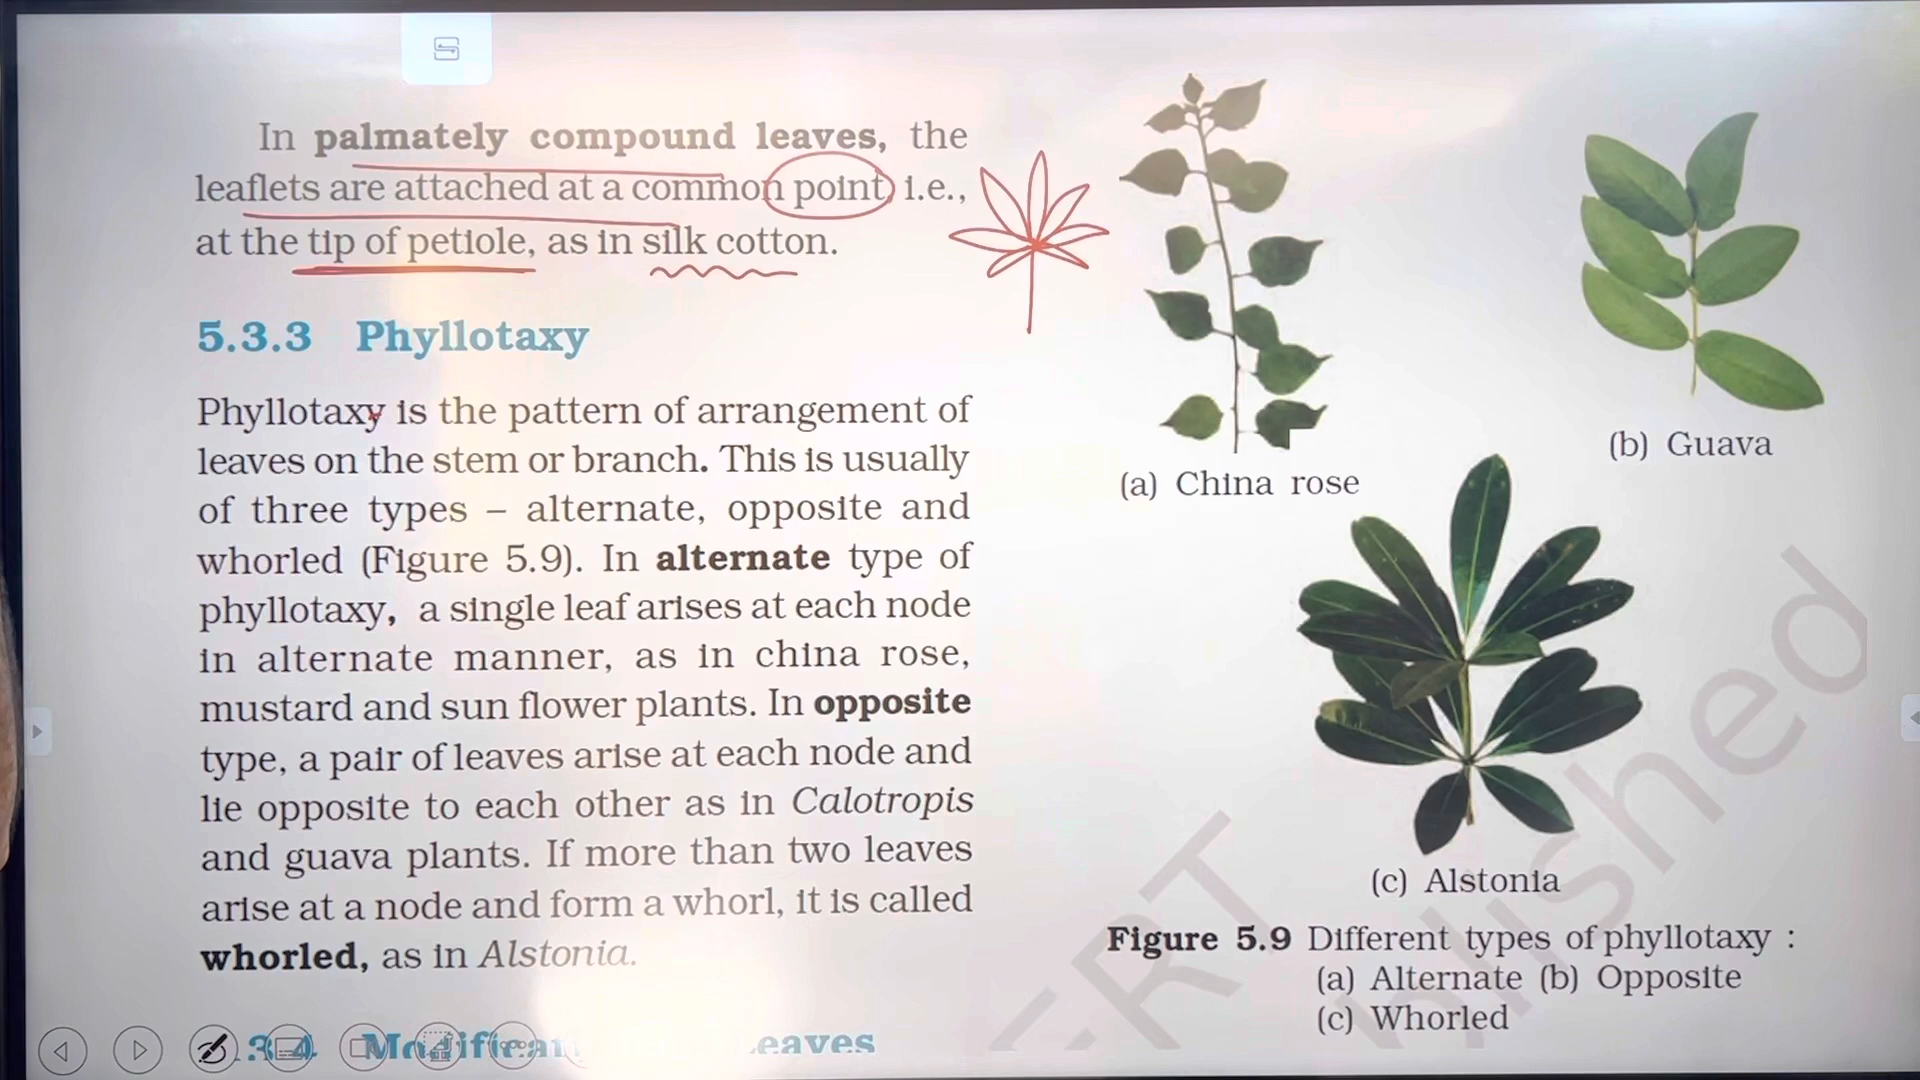 In palmately compound leaves, the
leaflets are attached at a common point, i.e.,
at the tip of petiole, as in silk cotton.
5.3.3 Phyllotaxy
Phyllotaxy is the pattern of arrangement of
leaves on the stem or branch. This is usually
of three types – alternate, opposite and
whorled (Figure 5.9). In alternate type of
phyllotaxy, a single leaf arises at each node
in alternate manner, as in china rose,
mustard and sun flower plants. In opposite
type, a pair of leaves arise at each node and
lie opposite to each other as in Calotropis
and guava plants. If more than two leaves
arise at a node and form a whorl, it is called
whorled, as in Alstonia.
.3.4 Leaves
(a) China rose
(b) Guava
(c) Alstonia
Figure 5.9 Different types of phyllotaxy :
(a) Alternate (b) Opposite
(c) Whorled